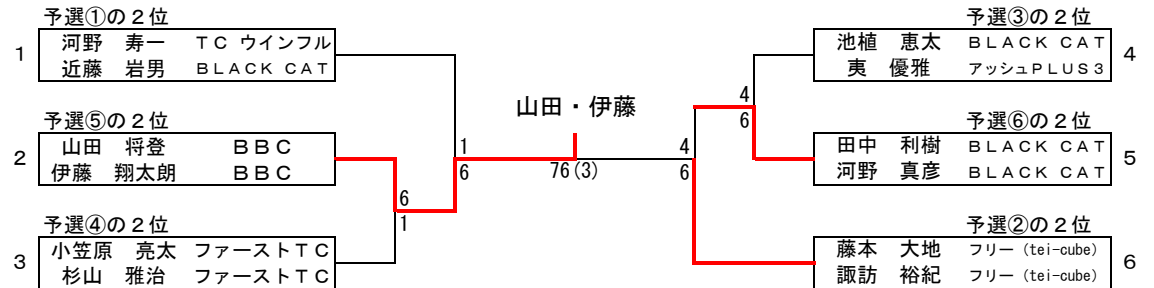 予選①の2位
1
河野 寿一 TC ウインフル
近藤 岩男 BLACK CAT
予選⑤の2位
2
山田 将登 BBC
伊藤 翔太朗 BBC
予選④の2位
3
小笠原 亮太 ファーストTC
杉山 雅治 ファーストTC
6
1
1
6
山田・伊藤
76(3)
4
6
4
6
予選③の2位
池植 恵太 BLACK CAT
夷 優雅 アッシュPLUS3
4
予選⑥の2位
田中 利樹 BLACK CAT
河野 真彦 BLACK CAT
5
予選②の2位
藤本 大地 フリー(tei-cube)
諏訪 裕紀 フリー(tei-cube)
6